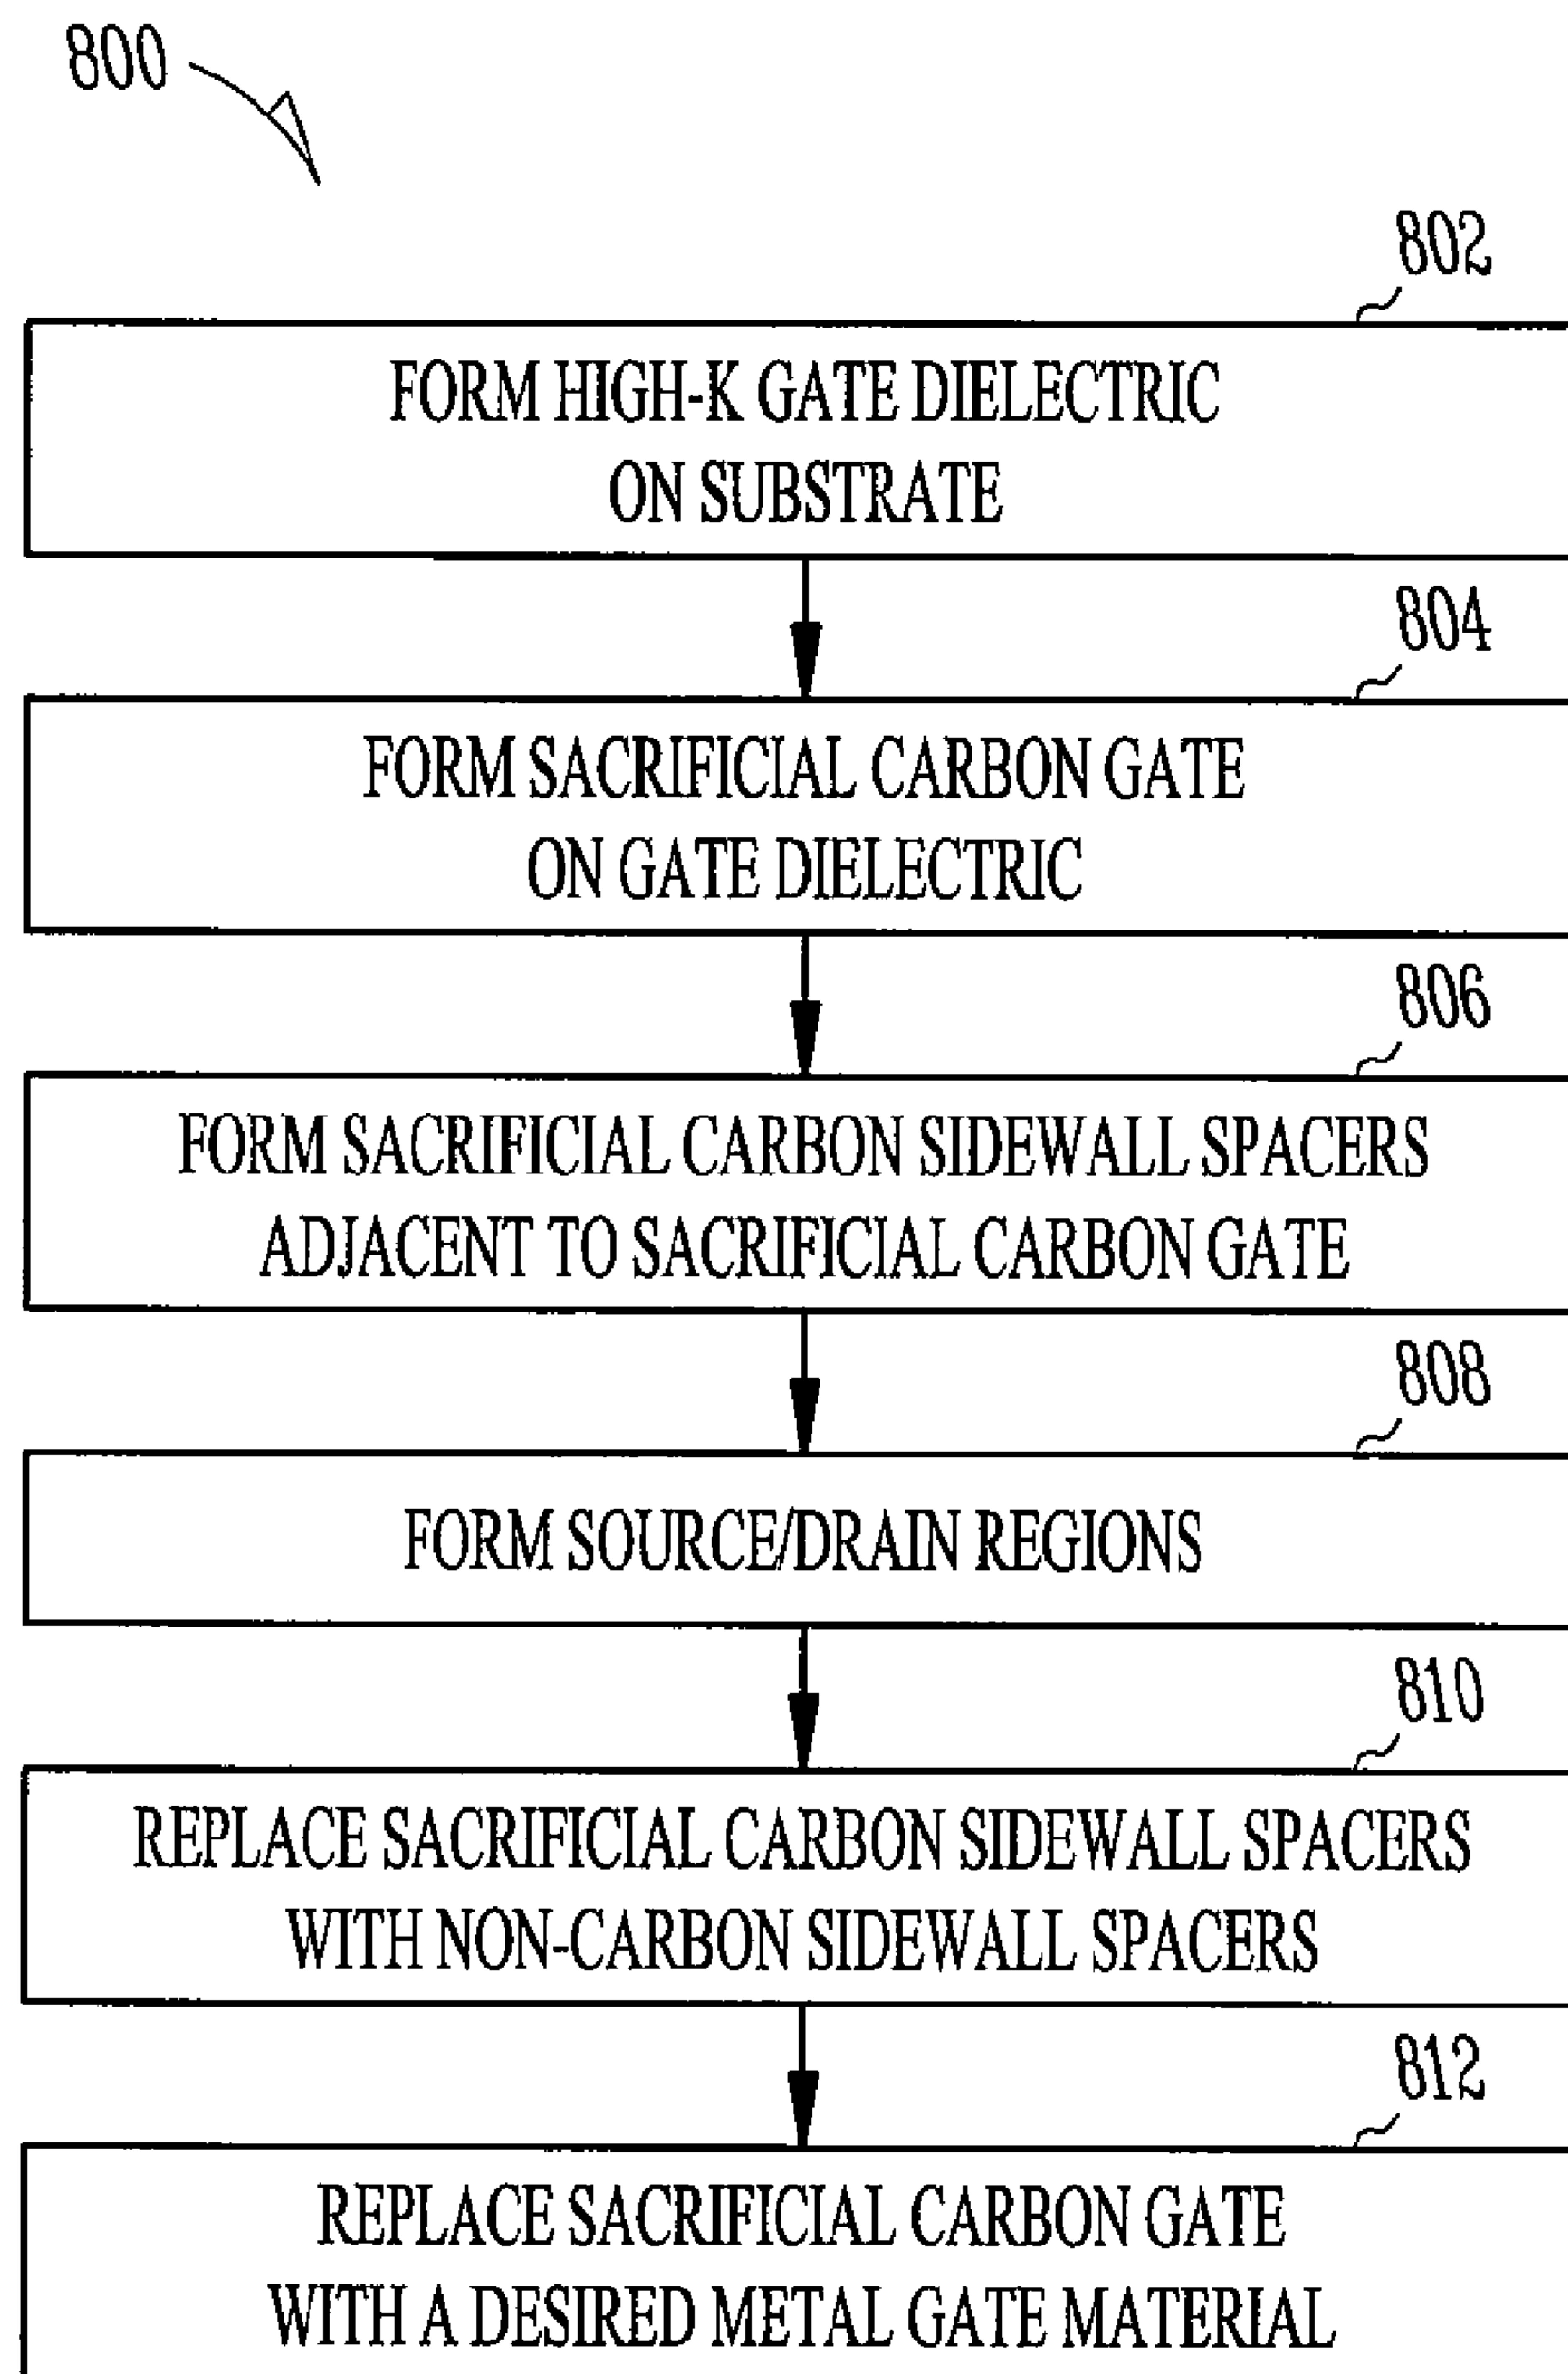 800
802
FORM HIGH-K GATE DIELECTRIC
ON SUBSTRATE
804
FORM SACRIFICIAL CARBON GATE
ON GATE DIELECTRIC
806
FORM SACRIFICIAL CARBON SIDEWALL SPACERS
ADJACENT TO SACRIFICIAL CARBON GATE
808
FORM SOURCE/DRAIN REGIONS
810
REPLACE SACRIFICIAL CARBON SIDEWALL SPACERS
WITH NON-CARBON SIDEWALL SPACERS
812
REPLACE SACRIFICIAL CARBON GATE
WITH A DESIRED METAL GATE MATERIAL